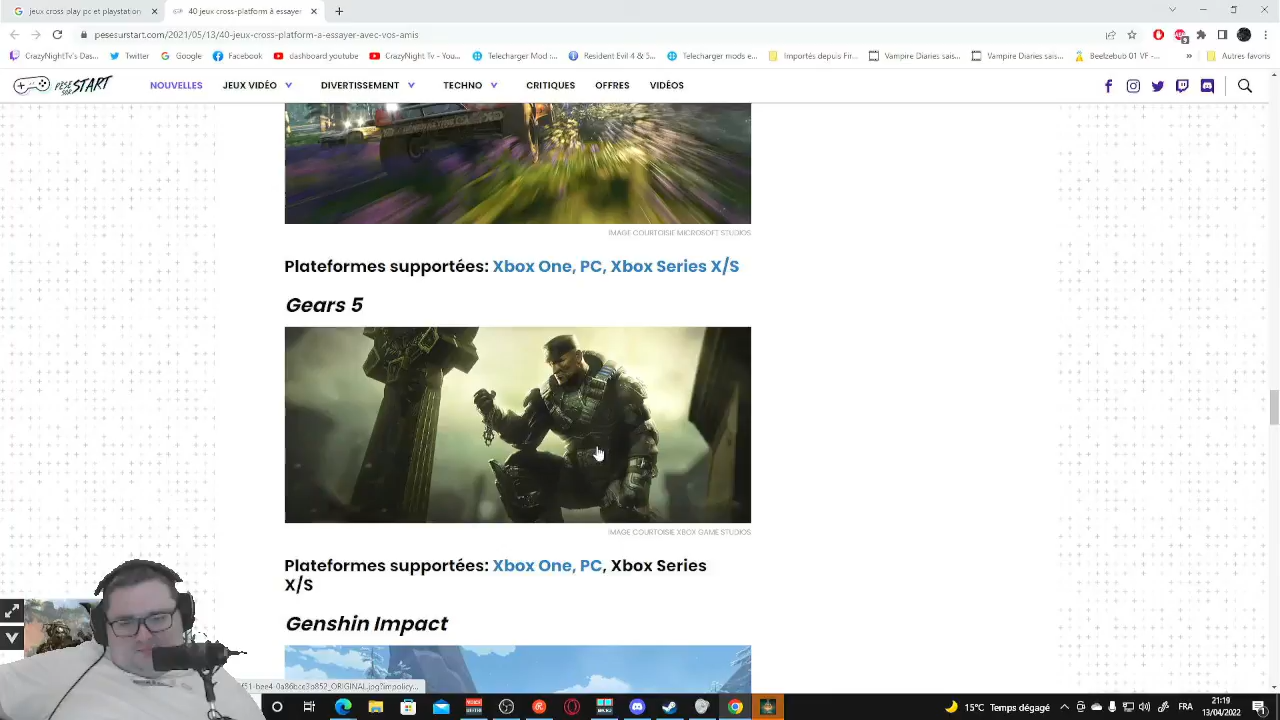 jeux cross play pc et playstation
40 jeux cross-platform à essayer
pesesurstart.com/2021/05/13/40-jeux-cross-platform-a-essayer-avec-vos-amis
CrazyNightTv's Das...
Twitter
Google
Facebook
dashboard youtube
CrazyNight Tv - Yo...
Telecharger Mod :...
Resident Evil 4 & 5...
Telecharger mods e...
Importés depuis Fir...
Vampire Diaries sais...
Vampire Diaries sais...
Beelzebub 01 VF -...
Autres favoris
PESE SUR START
NOUVELLES
JEUX VIDÉO
DIVERTISSEMENT
TECHNO
CRITIQUES
OFFRES
VIDÉOS
IMAGE COURTOISIE MICROSOFT STUDIOS
Plateformes supportées: Xbox One, PC, Xbox Series X/S
Gears 5
IMAGE COURTOISIE XBOX GAME STUDIOS
Plateformes supportées: Xbox One, PC, Xbox Series
X/S
Genshin Impact
15°C Temps dégagé
FRA
21:19
13/04/2022